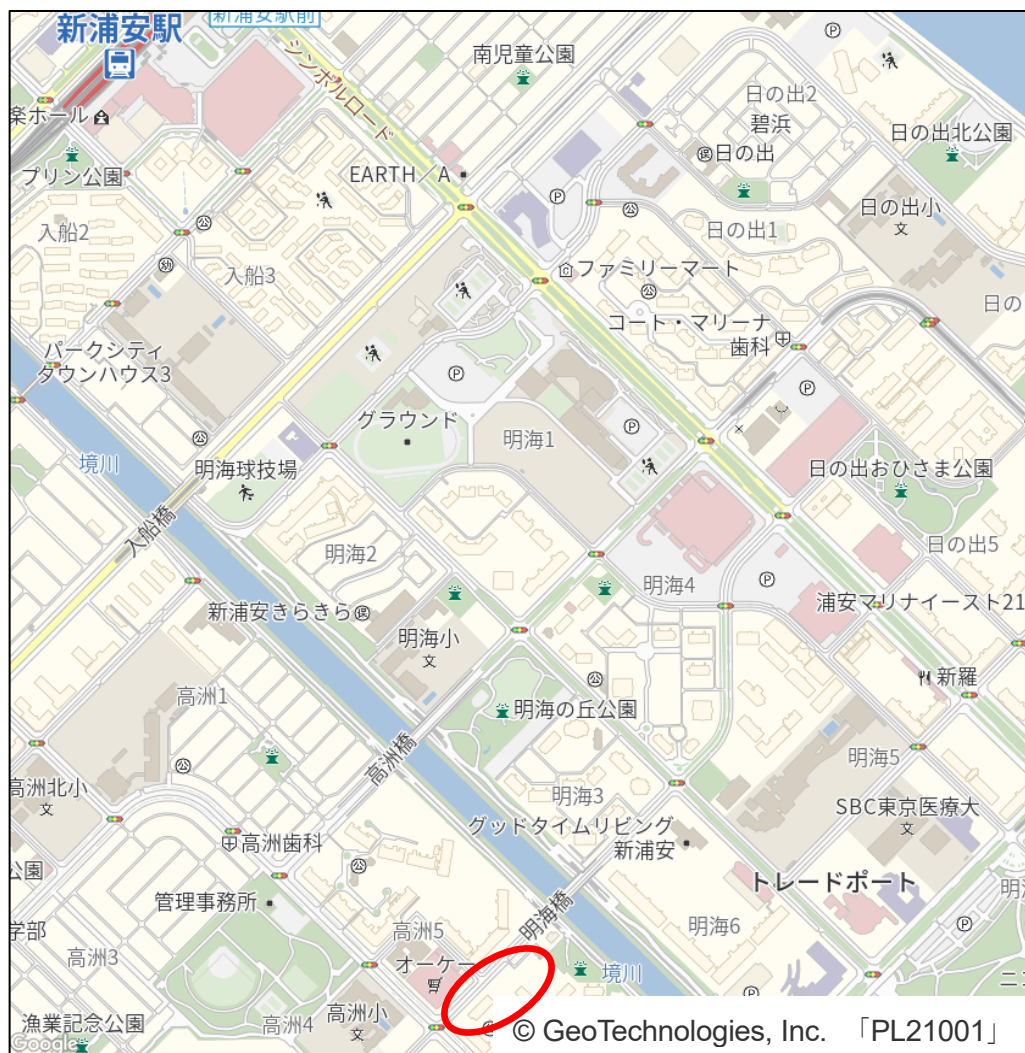 新浦安駅前
新浦安駅
シンボルロード
南児童公園
日の出2
碧浜
日の出北公園
楽ホール
日の出
プリン公園
EARTH／A
日の出小
文
入船2
入船3
日の出1
ファミリーマート
コート・マリーナ
歯科
日の
パークシティ
タウンハウス3
グラウンド
明海1
境川
明海球技場
日の出おひさま公園
入船橋
明海2
日の出5
明海4
新浦安きらきら
浦安マリナイースト21
明海小
文
新羅
高洲1
明海の丘公園
高洲橋
明海5
高洲北小
文
明海3
SBC東京医療大
文
高洲歯科
グッドタイムリビング
新浦安
公園
トレードポート
管理事務所
明海橋
学部
高洲5
明海6
高洲3
オーケー
境川
高洲小
文
漁業記念公園
高洲4
Google
© GeoTechnologies, Inc. 「PL21001」